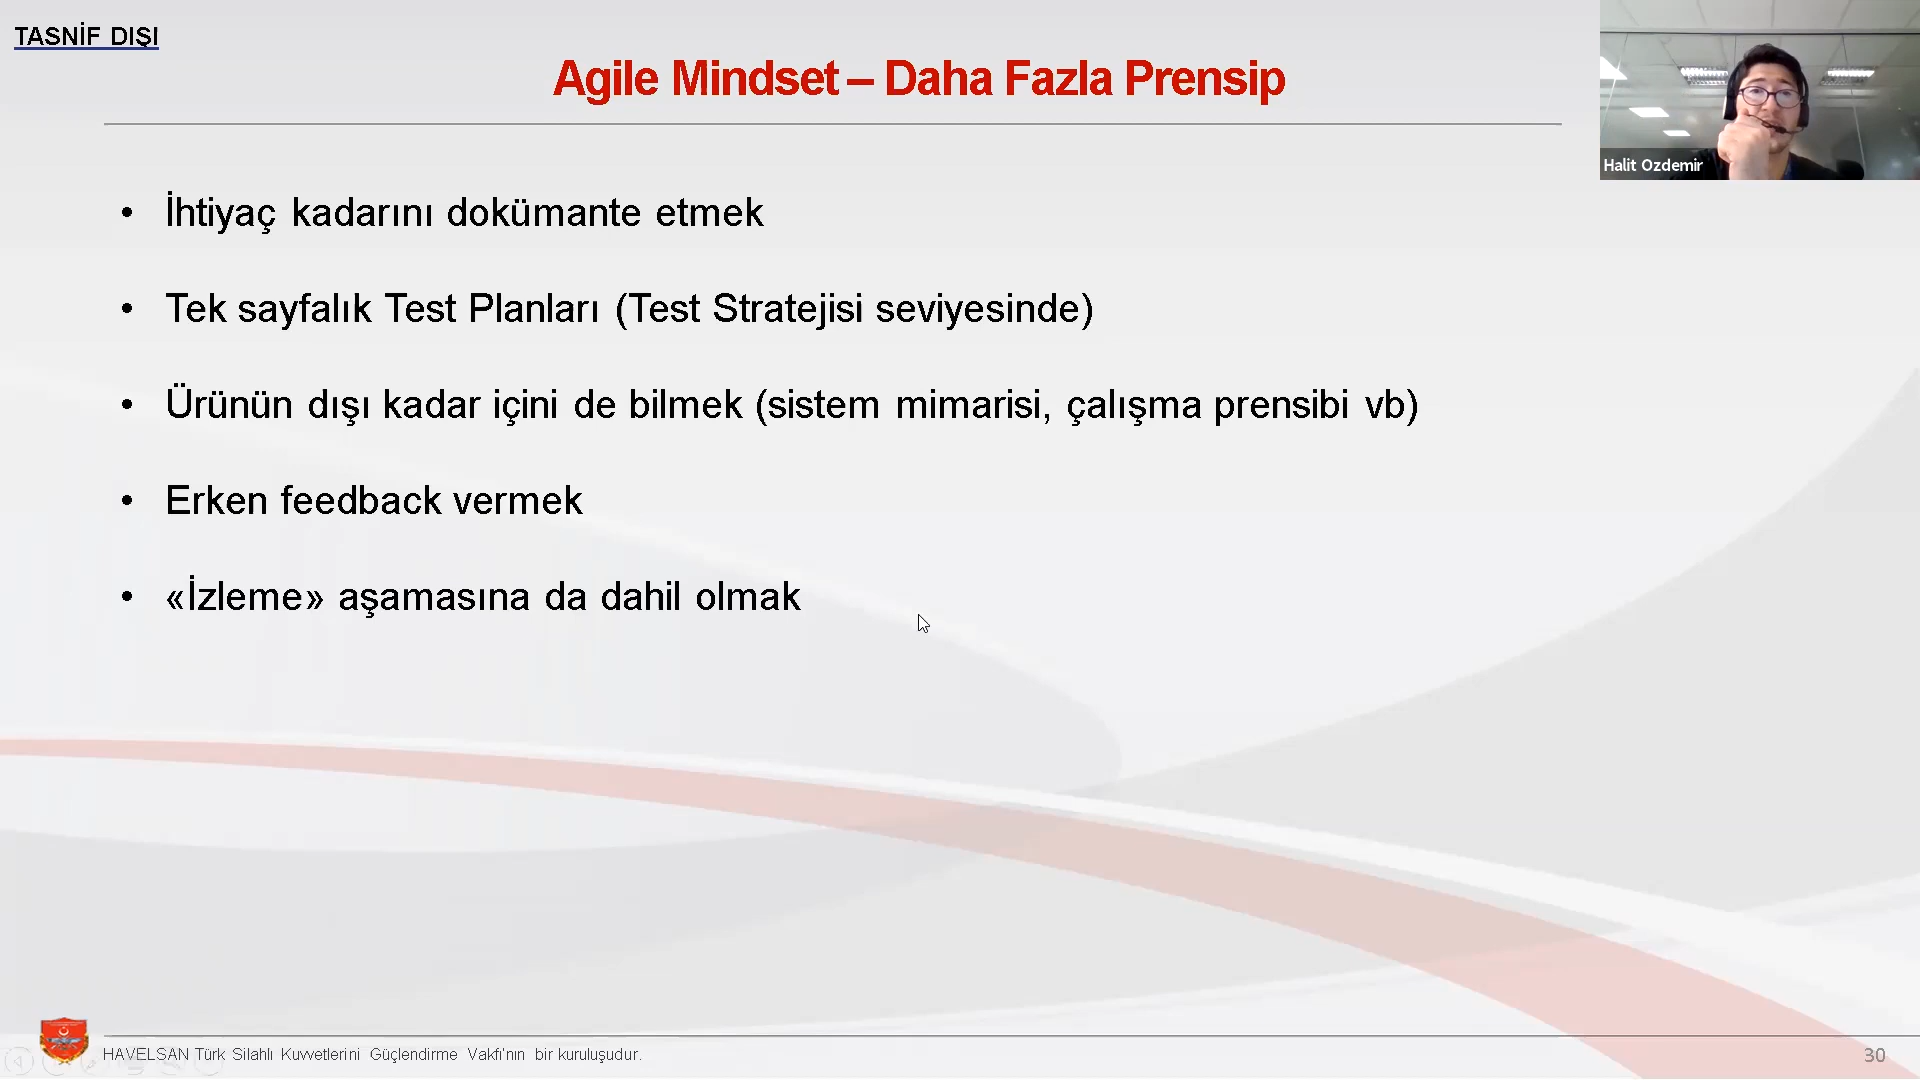 TASNİF DIŞI
Agile Mindset – Daha Fazla Prensip
Halit Ozdemir
• İhtiyaç kadarını dokümante etmek
• Tek sayfalık Test Planları (Test Stratejisi seviyesinde)
• Ürünün dışı kadar içini de bilmek (sistem mimarisi, çalışma prensibi vb)
• Erken feedback vermek
• «İzleme» aşamasına da dahil olmak
HAVELSAN Türk Silahlı Kuvvetlerini Güçlendirme Vakfı'nın bir kuruluşudur.
30